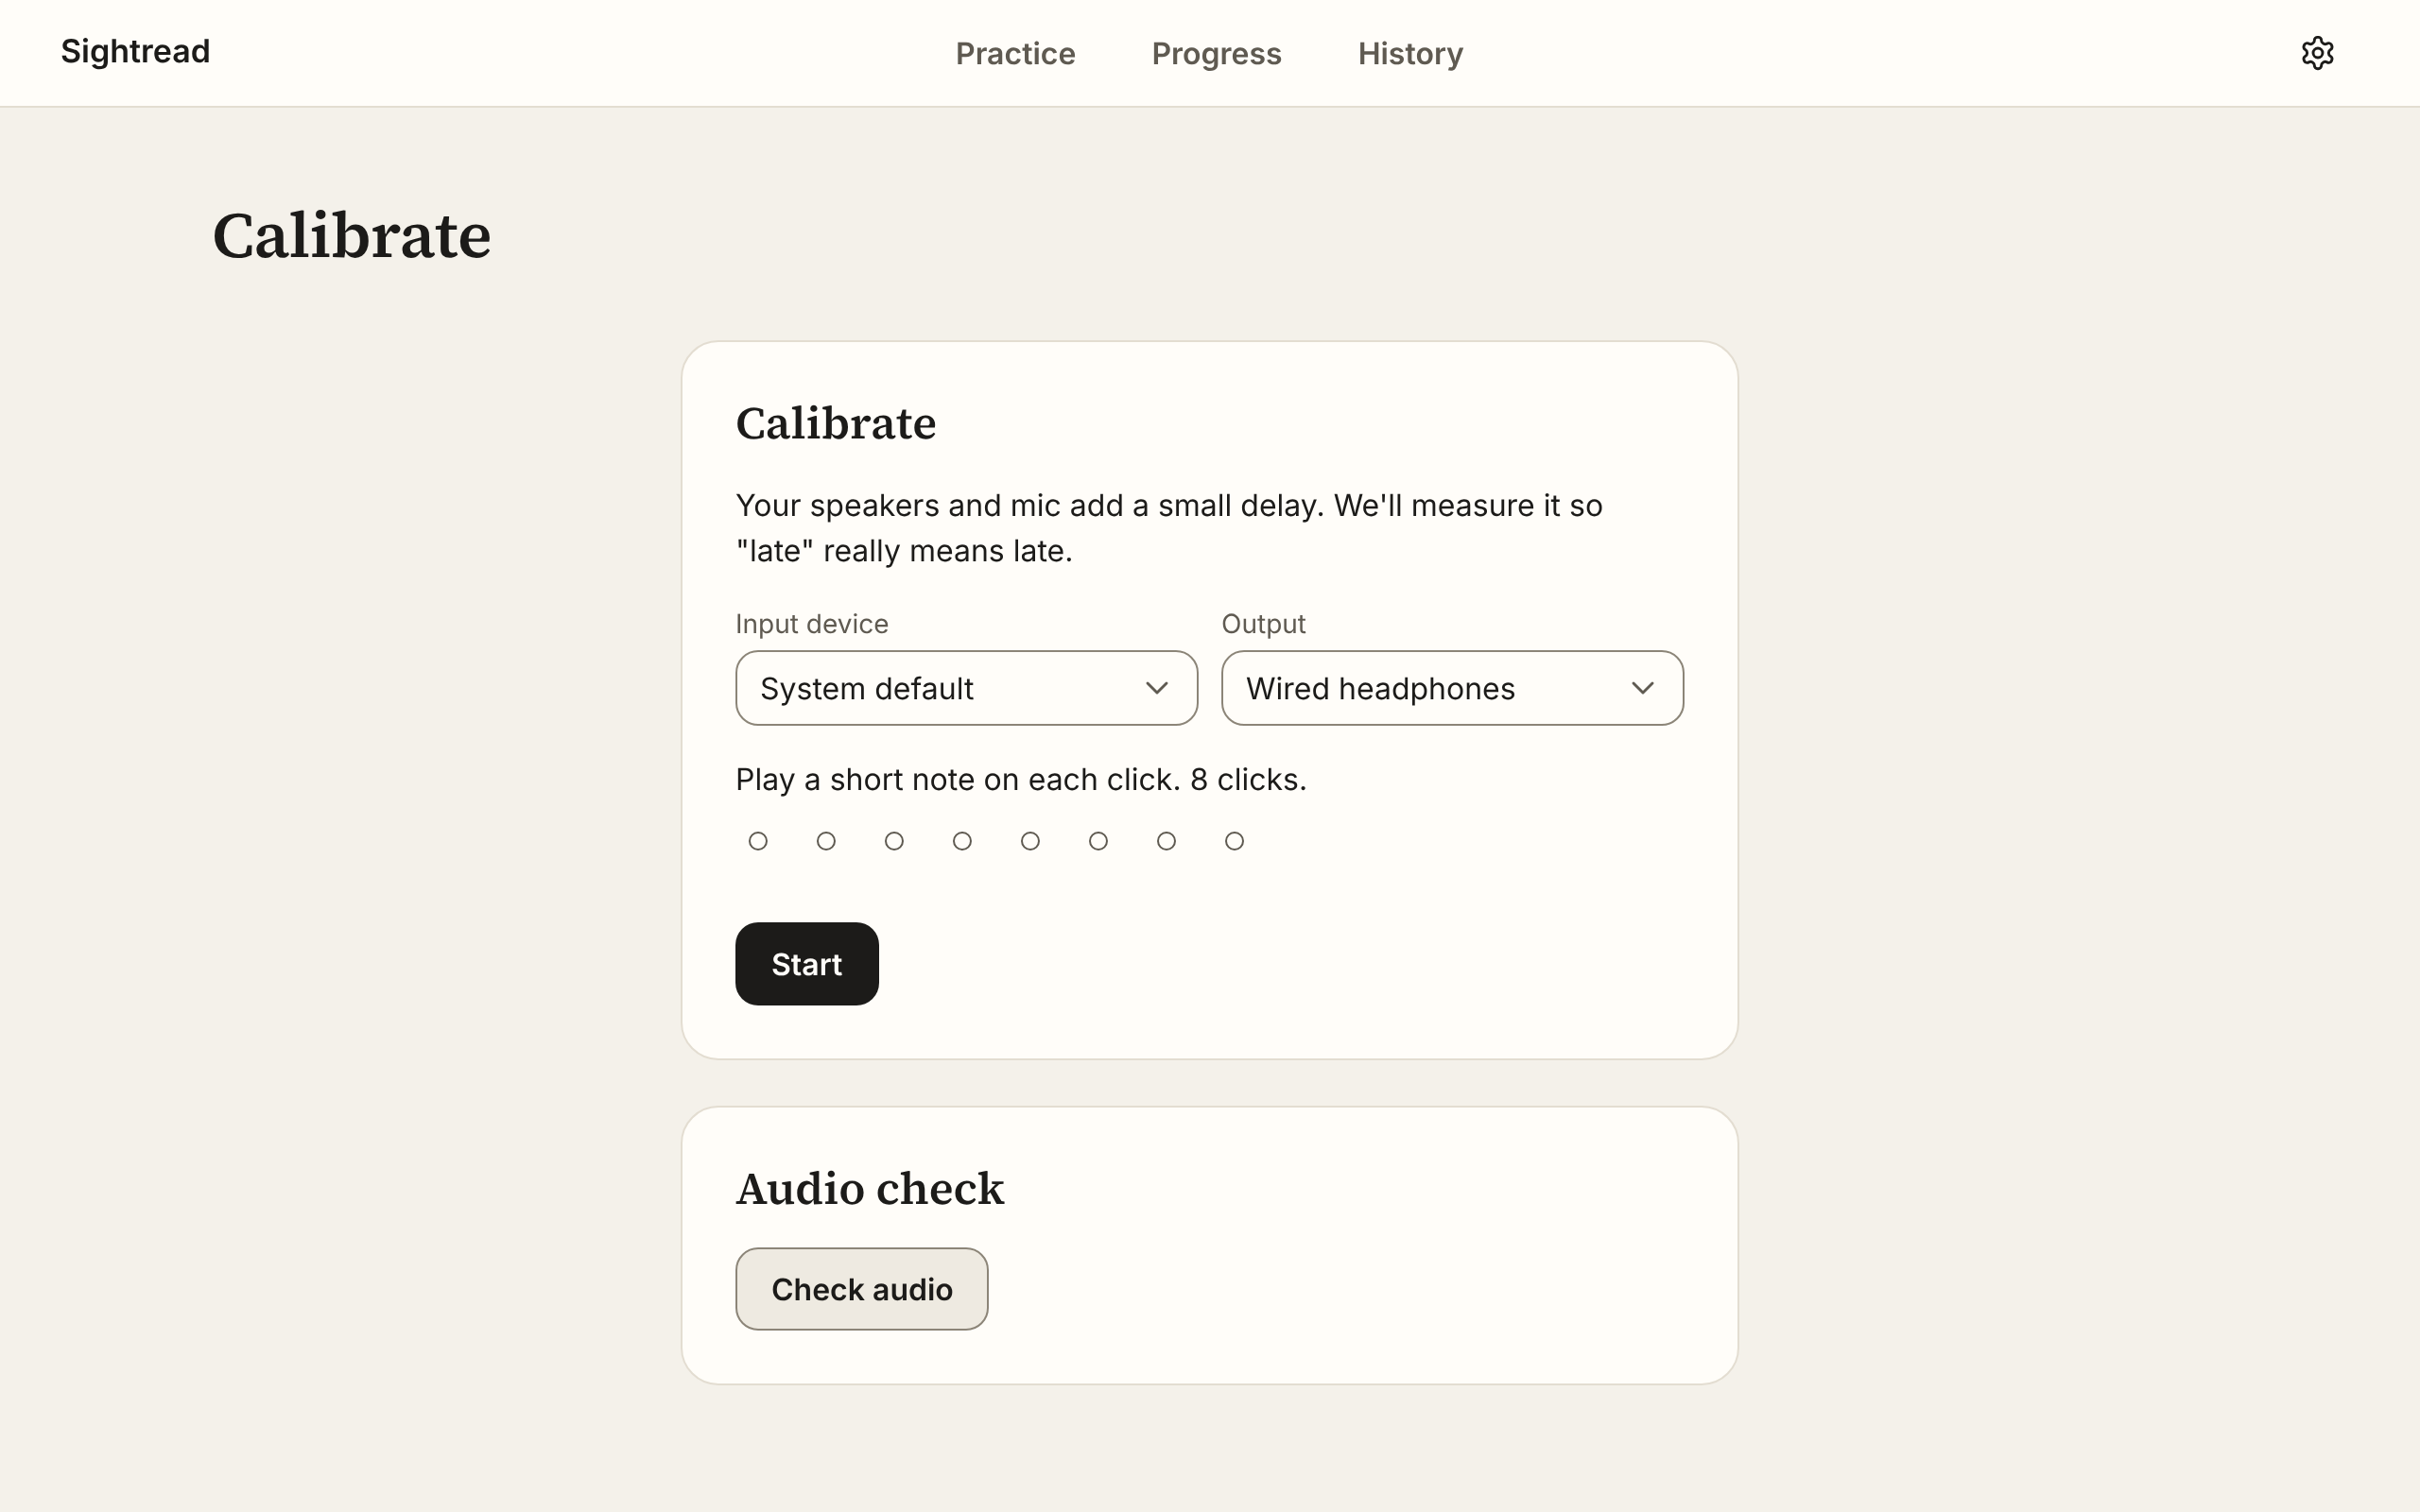 Sightread
Practice
Progress
History
Calibrate
Calibrate
Your speakers and mic add a small delay. We'll measure it so
"late" really means late.
Input device
Output
System default
Wired headphones
Play a short note on each click. 8 clicks.
Start
Audio check
Check audio